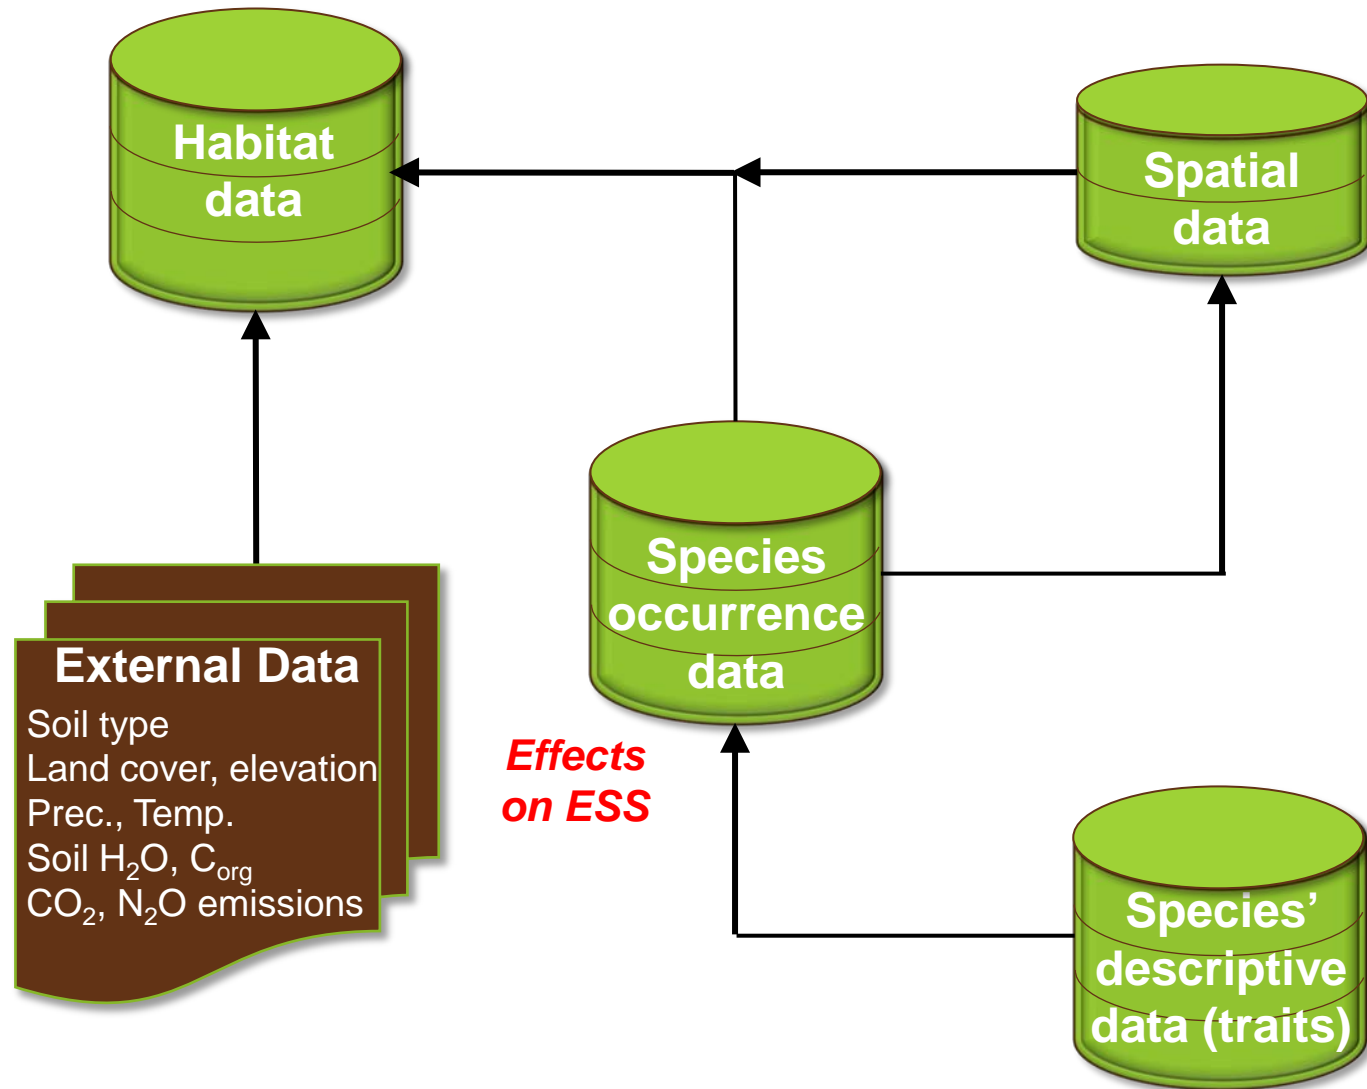 Habitat
data
Spatial
data
Species
occurrence
data
External Data
Soil type
Land cover, elevation
Prec., Temp.
Soil H₂O, C_org
CO₂, N₂O emissions
Effects
on ESS
Species’
descriptive
data (traits)